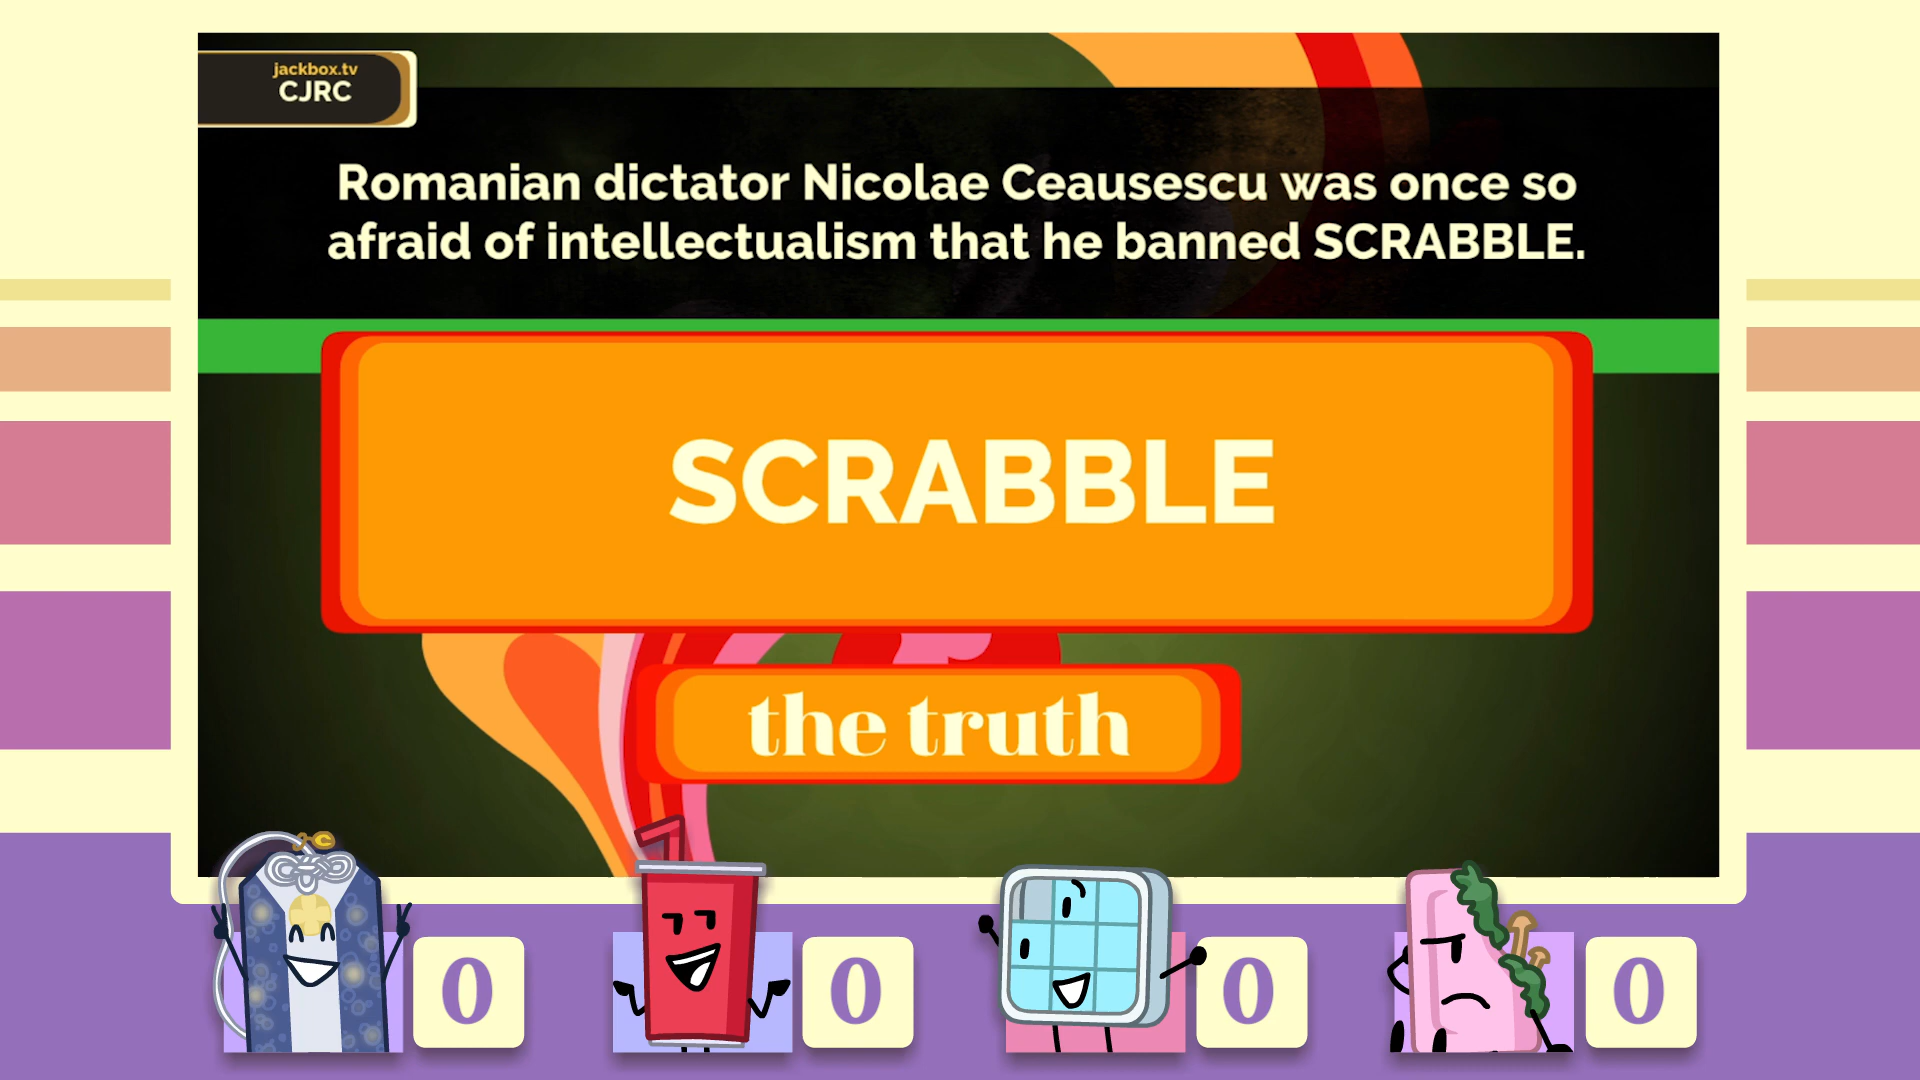 jackbox.tv
CJRC
Romanian dictator Nicolae Ceausescu was once so
afraid of intellectualism that he banned SCRABBLE.
SCRABBLE
the truth
0
0
0
0